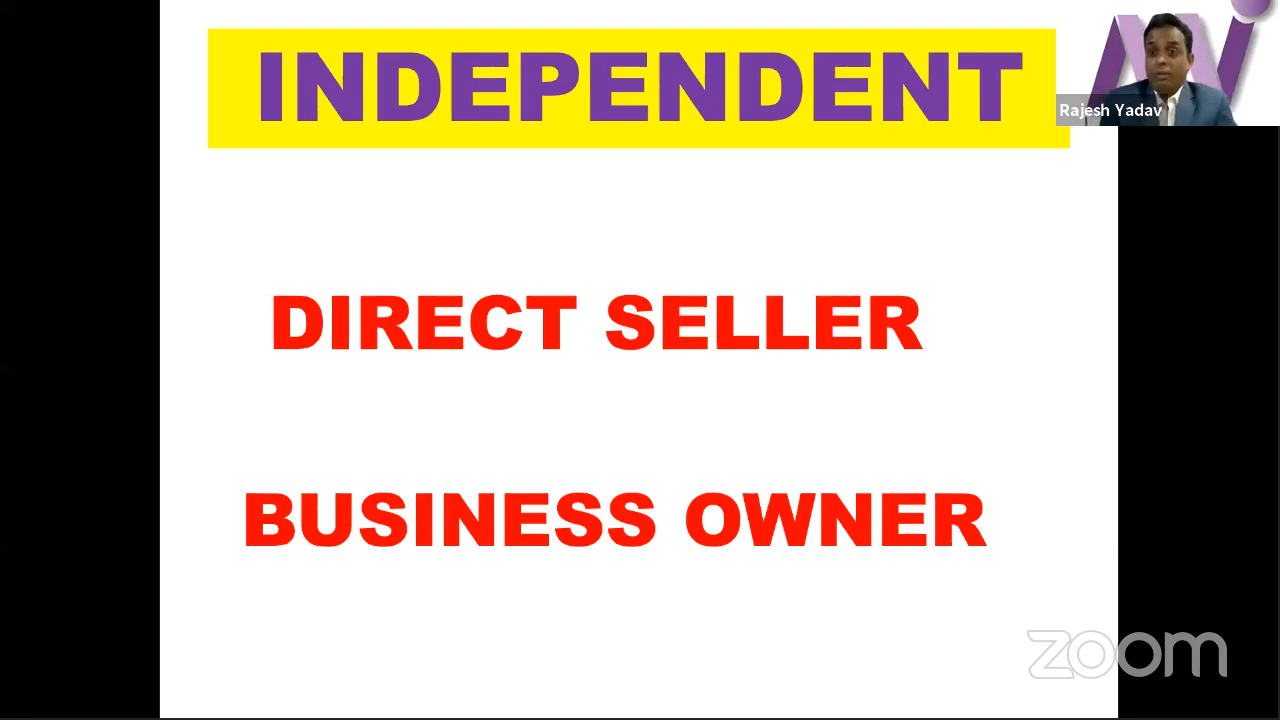 INDEPENDENT
Rajesh Yadav
DIRECT SELLER
BUSINESS OWNER
zoom